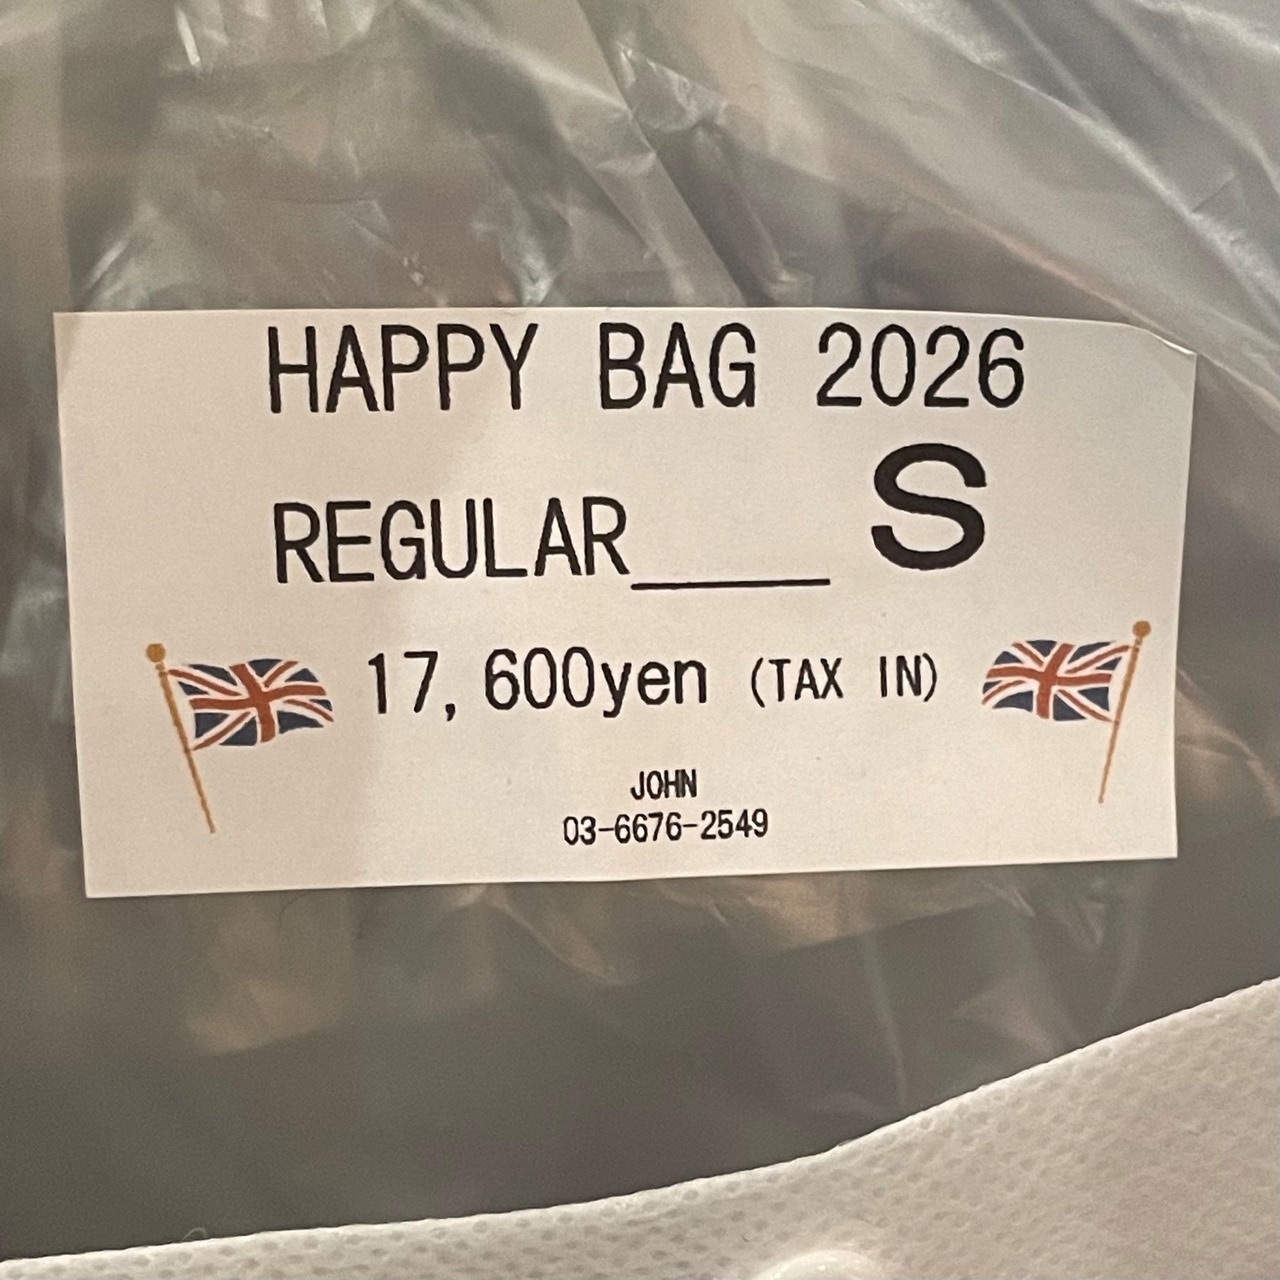 HAPPY BAG 2026
REGULAR____ S
17,600yen (TAX IN)
JOHN
03-6676-2549